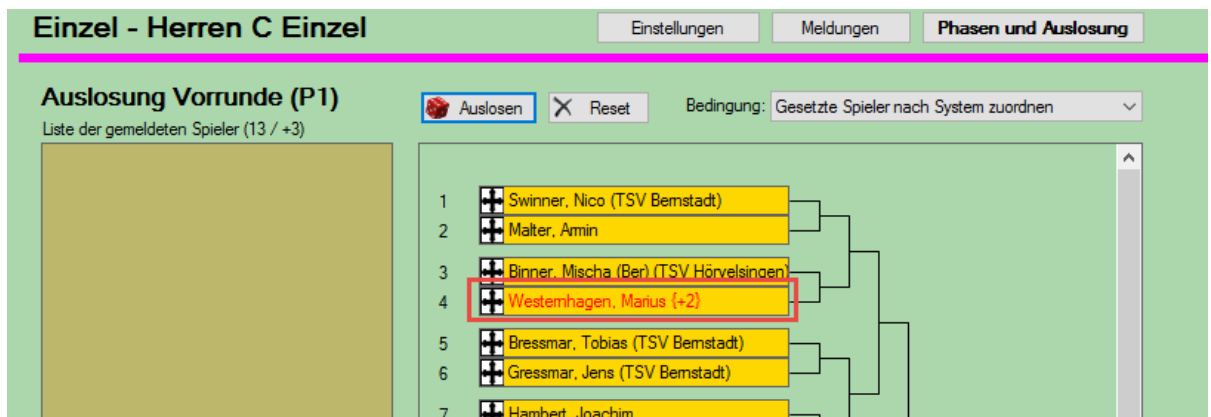 Einzel - Herren C Einzel
Einstellungen
Meldungen
Phasen und Auslosung
Auslosung Vorrunde (P1)
Liste der gemeldeten Spieler (13 / +3)
Auslosen
Reset
Bedingung:
Gesetzte Spieler nach System zuordnen
1 Swinner, Nico (TSV Bernstadt)
2 Malter, Armin
3 Binner, Mischa (Ber) (TSV Hörvelsingen)
4 Westernhagen, Marius {+2}
5 Bressmar, Tobias (TSV Bernstadt)
6 Gressmar, Jens (TSV Bernstadt)
7 Hambert, Joachim